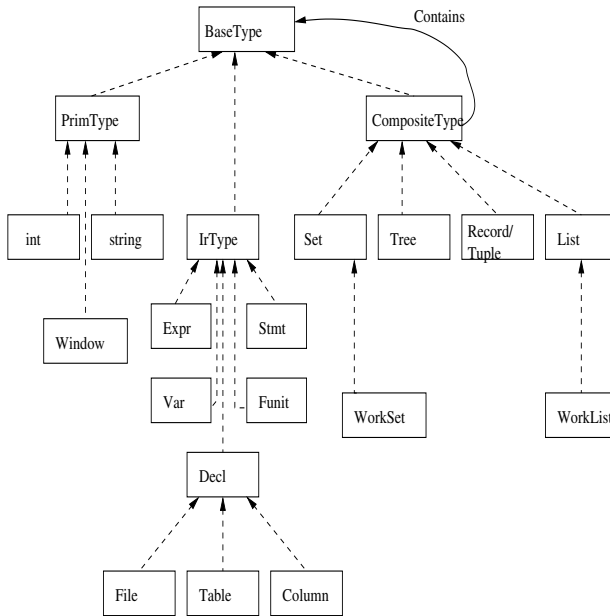 Contains
BaseType
PrimType
CompositeType
int
string
IrType
Set
Tree
Record/
Tuple
List
Window
Expr
Stmt
Var
Funit
WorkSet
WorkList
Decl
File
Table
Column